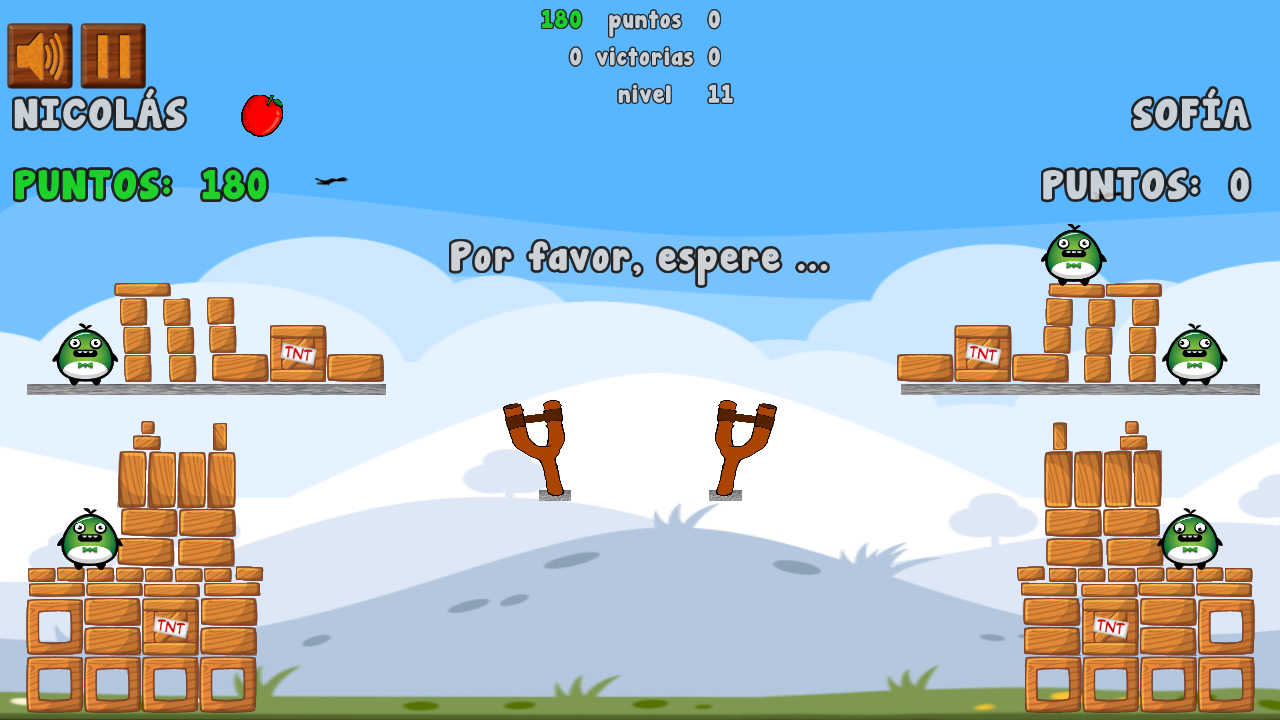 180 puntos 0
0 victorias 0
nivel 11
NICOLÁS
SOFÍA
PUNTOS: 180
PUNTOS: 0
Por favor, espere ...
TNT
TNT
TNT
TNT